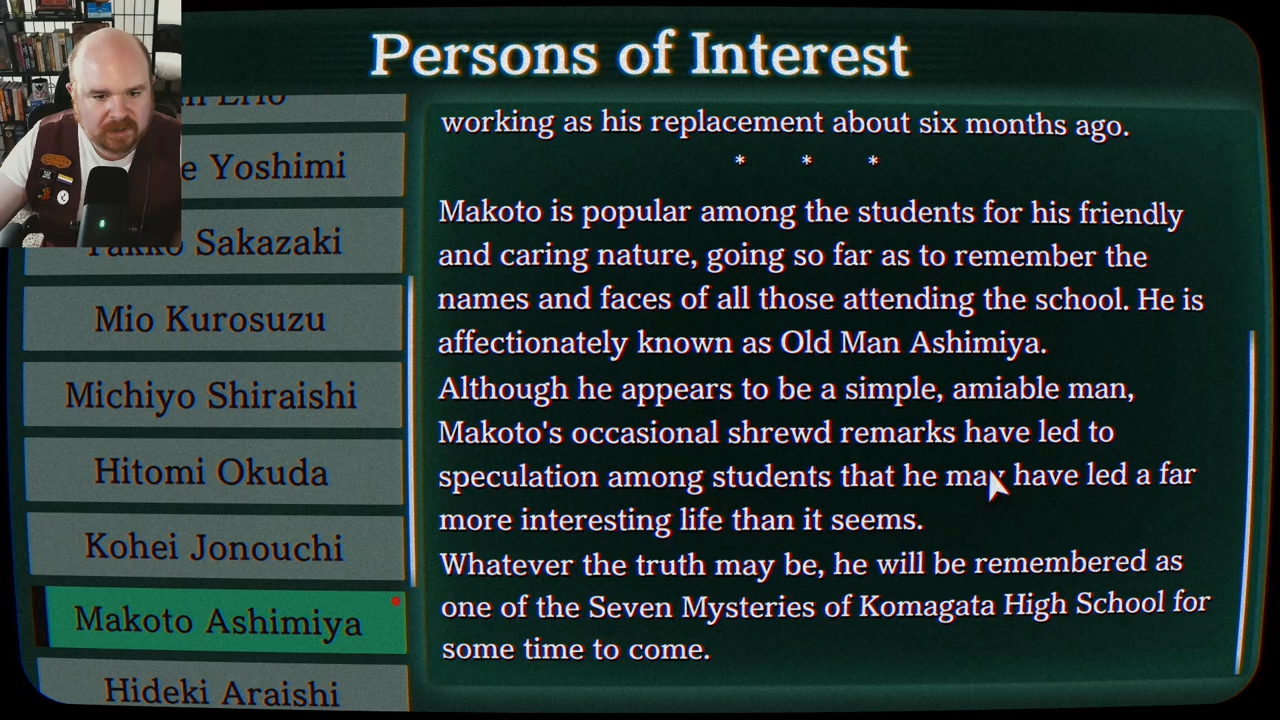 Persons of Interest
Yoshimi
Sakazaki
Mio Kurosuzu
Michiyo Shiraishi
Hitomi Okuda
Kohei Jonouchi
Makoto Ashimiya
Hideki Araishi
working as his replacement about six months ago.
* * *
Makoto is popular among the students for his friendly
and caring nature, going so far as to remember the
names and faces of all those attending the school. He is
affectionately known as Old Man Ashimiya.
Although he appears to be a simple, amiable man,
Makoto's occasional shrewd remarks have led to
speculation among students that he may have led a far
more interesting life than it seems.
Whatever the truth may be, he will be remembered as
one of the Seven Mysteries of Komagata High School for
some time to come.